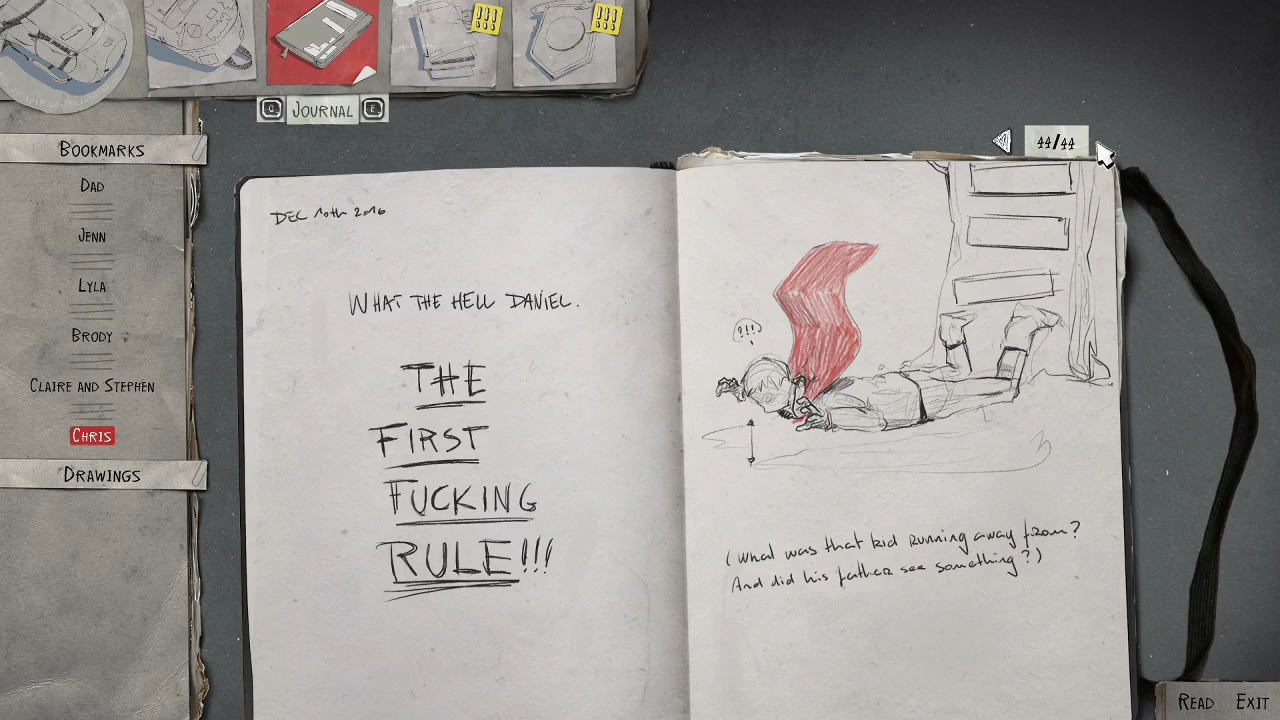 Q JOURNAL E
BOOKMARKS
DAD
JENN
LYLA
BRODY
CLAIRE AND STEPHEN
CHRIS
DRAWINGS
44/44
DEC 10th 2016
WHAT THE HELL DANIEL.
THE
FIRST
FUCKING
RULE!!!
?!!!
(What was that kid running away from?
And did his father see something?)
READ EXIT